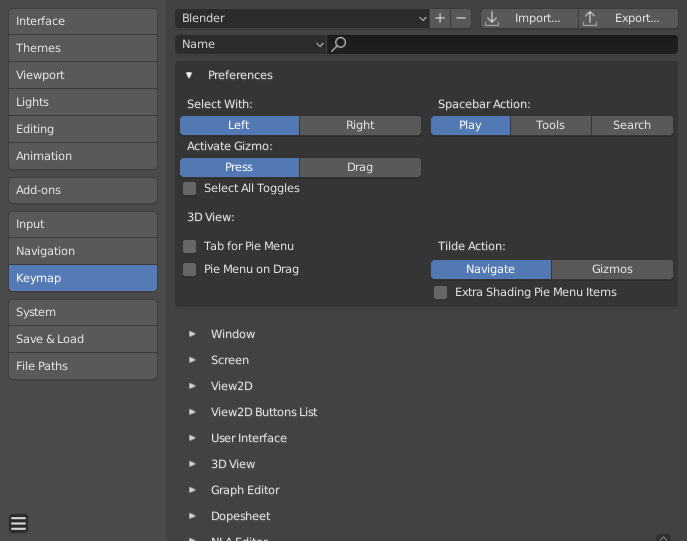 Interface
Themes
Viewport
Lights
Editing
Animation
Add-ons
Input
Navigation
Keymap
System
Save & Load
File Paths
Blender
Import...
Export...
Name
Preferences
Select With:
Left
Right
Spacebar Action:
Play
Tools
Search
Activate Gizmo:
Press
Drag
Select All Toggles
3D View:
Tab for Pie Menu
Pie Menu on Drag
Tilde Action:
Navigate
Gizmos
Extra Shading Pie Menu Items
Window
Screen
View2D
View2D Buttons List
User Interface
3D View
Graph Editor
Dopesheet
NLA Editor